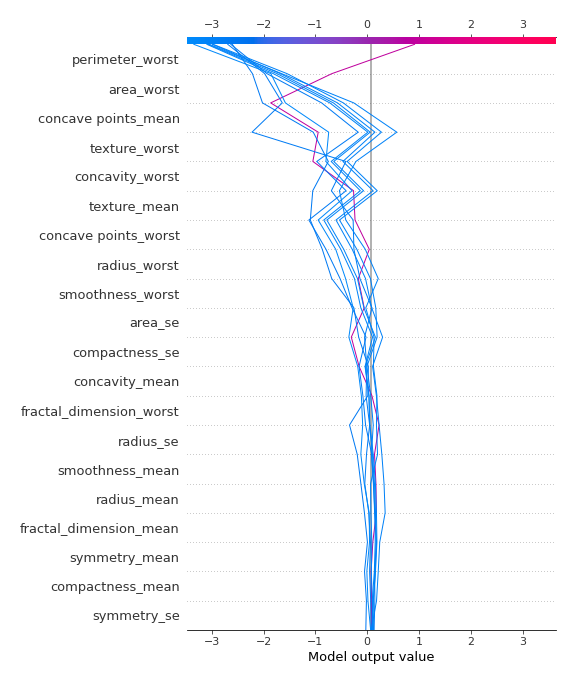 −3 −2 −1 0 1 2 3
perimeter_worst
area_worst
concave points_mean
texture_worst
concavity_worst
texture_mean
concave points_worst
radius_worst
smoothness_worst
area_se
compactness_se
concavity_mean
fractal_dimension_worst
radius_se
smoothness_mean
radius_mean
fractal_dimension_mean
symmetry_mean
compactness_mean
symmetry_se
−3 −2 −1 0 1 2 3
Model output value